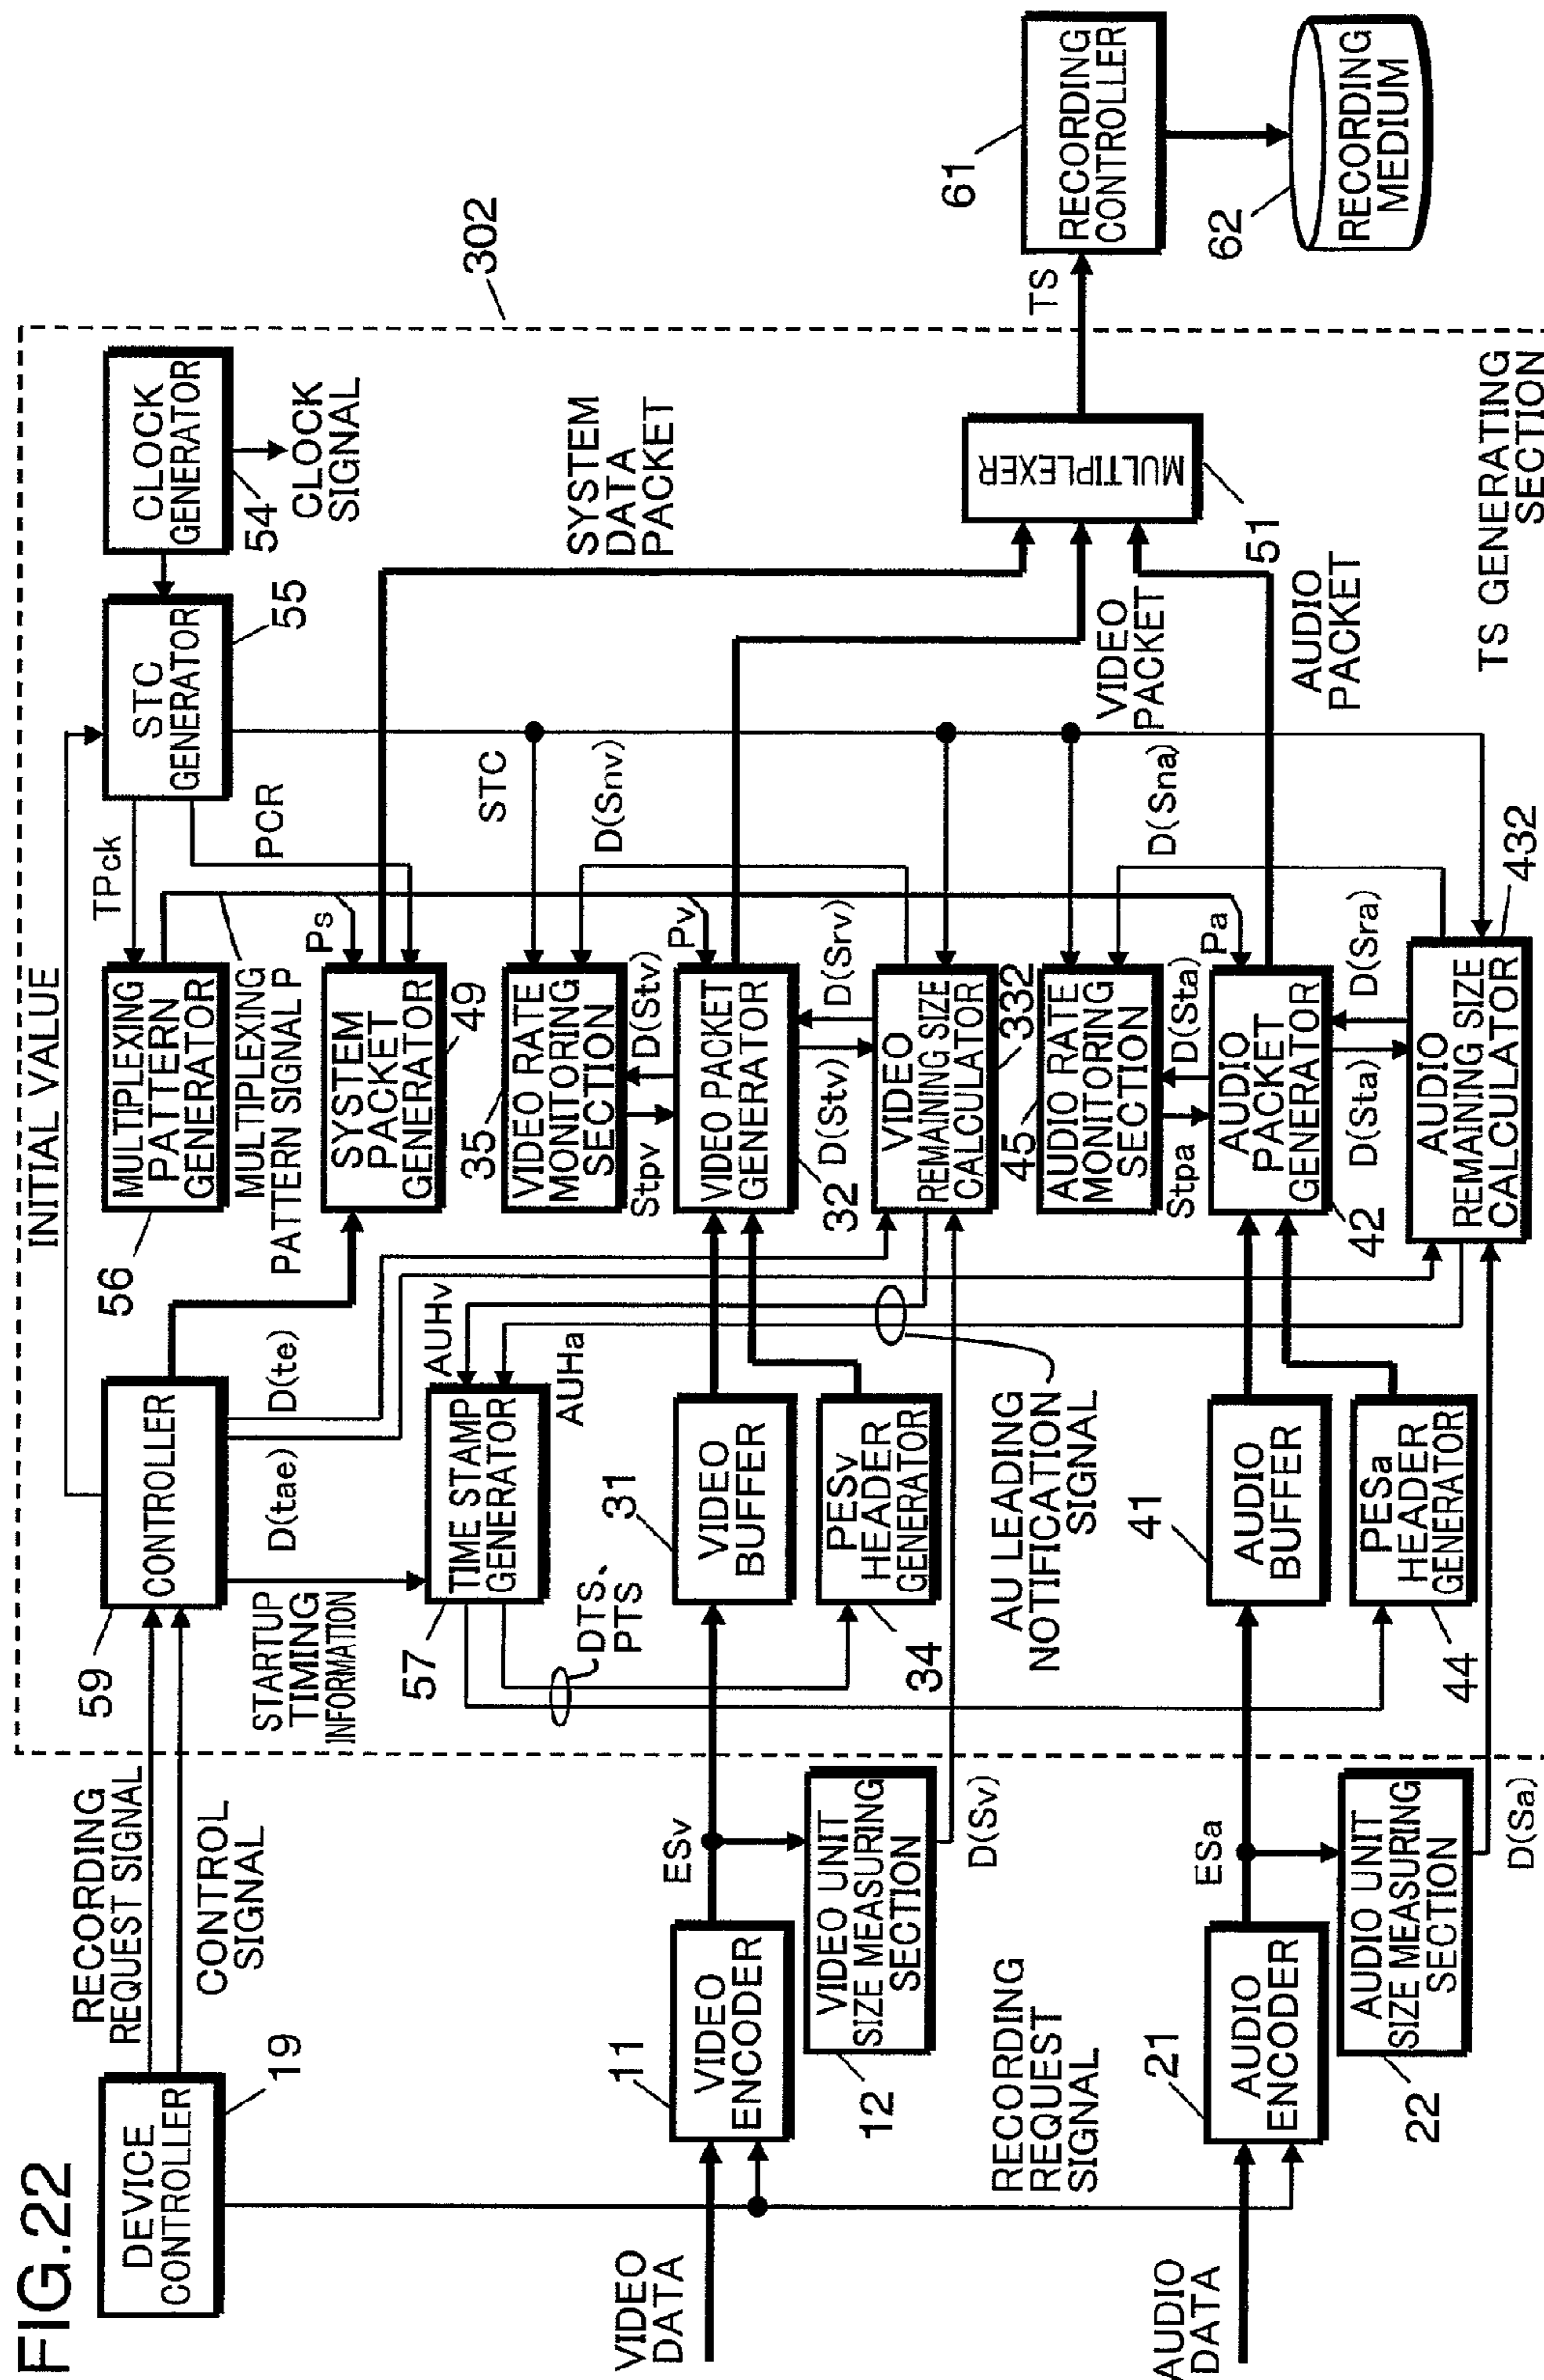 FIG.22
DEVICE
CONTROLLER
19
RECORDING
REQUEST SIGNAL
CONTROL
SIGNAL
59
CONTROLLER
INITIAL VALUE
STARTUP
TIMING
INFORMATION
D(tae)
D(te)
56
MULTIPLEXING
PATTERN
GENERATOR
MULTIPLEXING
PATTERN SIGNAL P
TPck
PCR
STC
GENERATOR
55
CLOCK
GENERATOR
54
CLOCK
SIGNAL
302
Ps
SYSTEM
PACKET
GENERATOR
49
SYSTEM
DATA
PACKET
57
TIME STAMP
GENERATOR
AUHv
AUHa
DTS、
PTS
35
VIDEO RATE
MONITORING
SECTION
STC
D(Snv)
Stpv
D(Stv)
VIDEO
DATA
11
VIDEO
ENCODER
ESv
12
VIDEO UNIT
SIZE MEASURING
SECTION
D(Sv)
31
VIDEO
BUFFER
PESv
HEADER
GENERATOR
34
Pv
VIDEO PACKET
GENERATOR
32
D(Stv)
D(Srv)
VIDEO
REMAINING SIZE
CALCULATOR
332
AU LEADING
NOTIFICATION
SIGNAL
MULTIPLEXER
51
VIDEO
PACKET
TS
61
RECORDING
CONTROLLER
62
RECORDING
MEDIUM
RECORDING
REQUEST
SIGNAL
45
AUDIO RATE
MONITORING
SECTION
D(Sna)
Stpa
D(Sta)
AUDIO
DATA
21
AUDIO
ENCODER
ESa
22
AUDIO UNIT
SIZE MEASURING
SECTION
D(Sa)
41
AUDIO
BUFFER
PESa
HEADER
GENERATOR
44
Pa
AUDIO
PACKET
GENERATOR
42
D(Sta)
D(Sra)
AUDIO
REMAINING SIZE
CALCULATOR
432
AUDIO
PACKET
TS GENERATING
SECTION